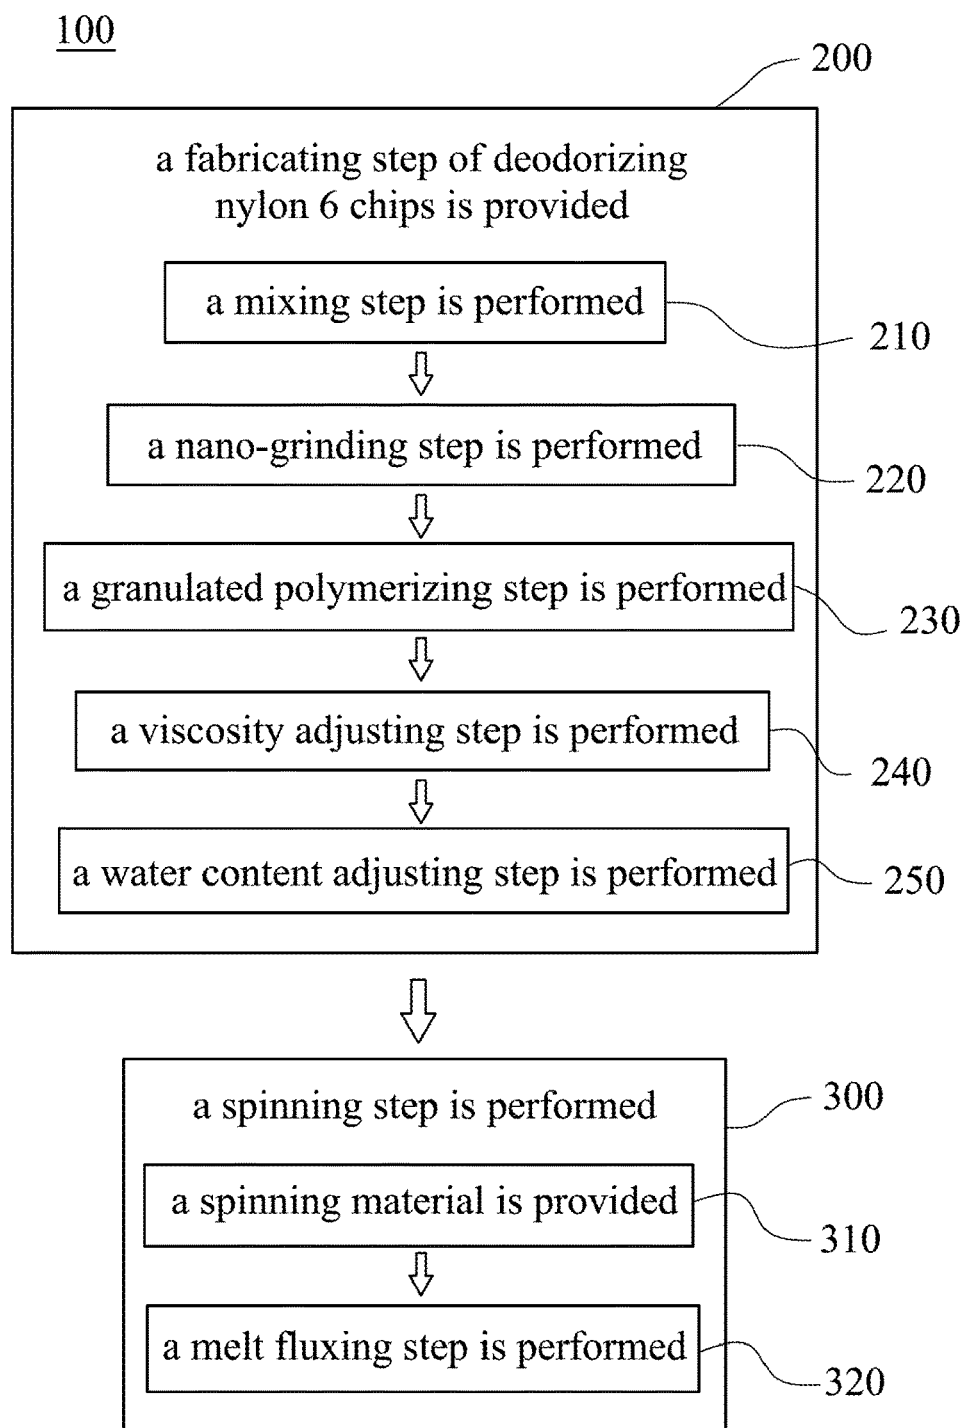 100
200
a fabricating step of deodorizing
nylon 6 chips is provided
a mixing step is performed
210
a nano-grinding step is performed
220
a granulated polymerizing step is performed
230
a viscosity adjusting step is performed
240
a water content adjusting step is performed
250
a spinning step is performed
300
a spinning material is provided
310
a melt fluxing step is performed
320